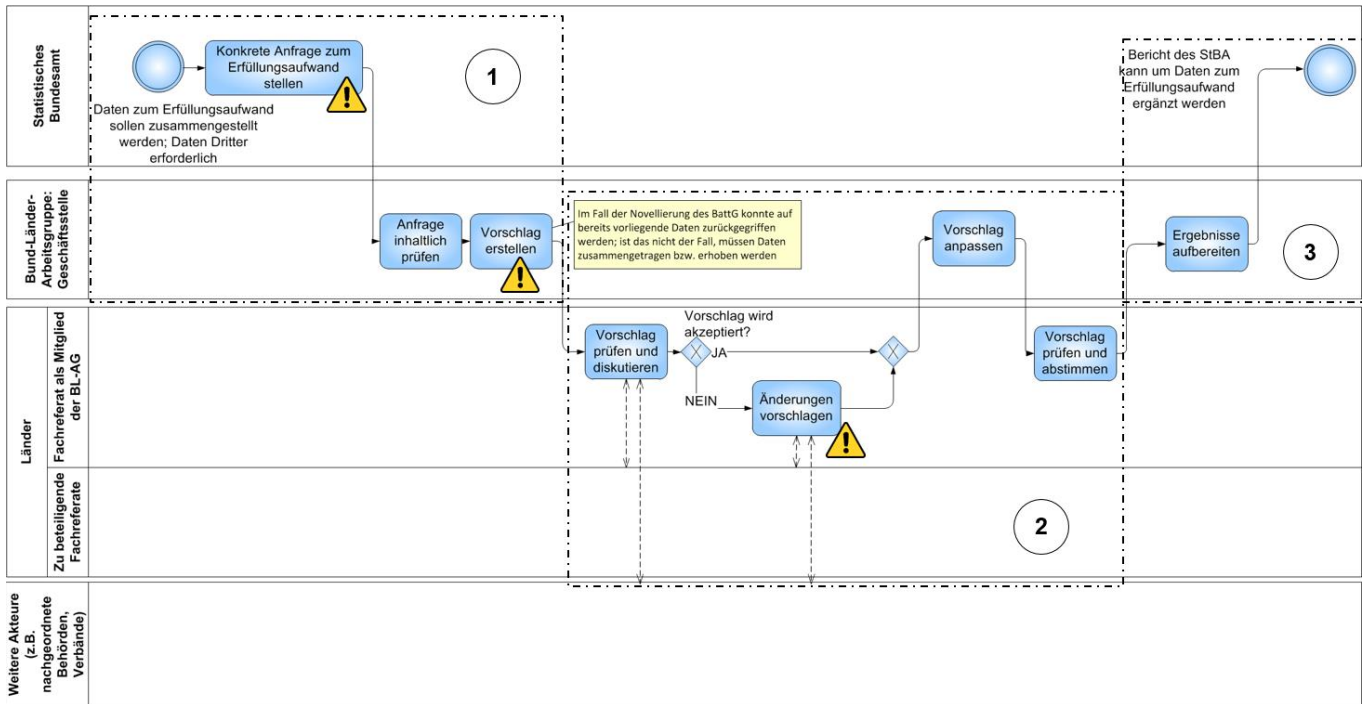 Statistisches
Bundesamt
Konkrete Anfrage zum
Erfüllungsaufwand
stellen
Daten zum Erfüllungsaufwand
sollen zusammengestellt
werden; Daten Dritter
erforderlich
1
Bericht des StBA
kann um Daten zum
Erfüllungsaufwand
ergänzt werden
Bund-Länder-
Arbeitsgruppe:
Geschäftsstelle
Anfrage
inhaltlich
prüfen
Vorschlag
erstellen
Im Fall der Novellierung des BattG konnte auf
bereits vorliegende Daten zurückgegriffen
werden; ist das nicht der Fall, müssen Daten
zusammengetragen bzw. erhoben werden
Vorschlag
anpassen
Ergebnisse
aufbereiten
3
Länder
Fachreferat als Mitglied
der BL-AG
Vorschlag
prüfen und
diskutieren
Vorschlag wird
akzeptiert?
X
JA
NEIN
Änderungen
vorschlagen
X
Vorschlag
prüfen und
abstimmen
Zu beteiligende
Fachreferate
2
Weitere Akteure
(z.B.
nachgeordnete
Behörden,
Verbände)